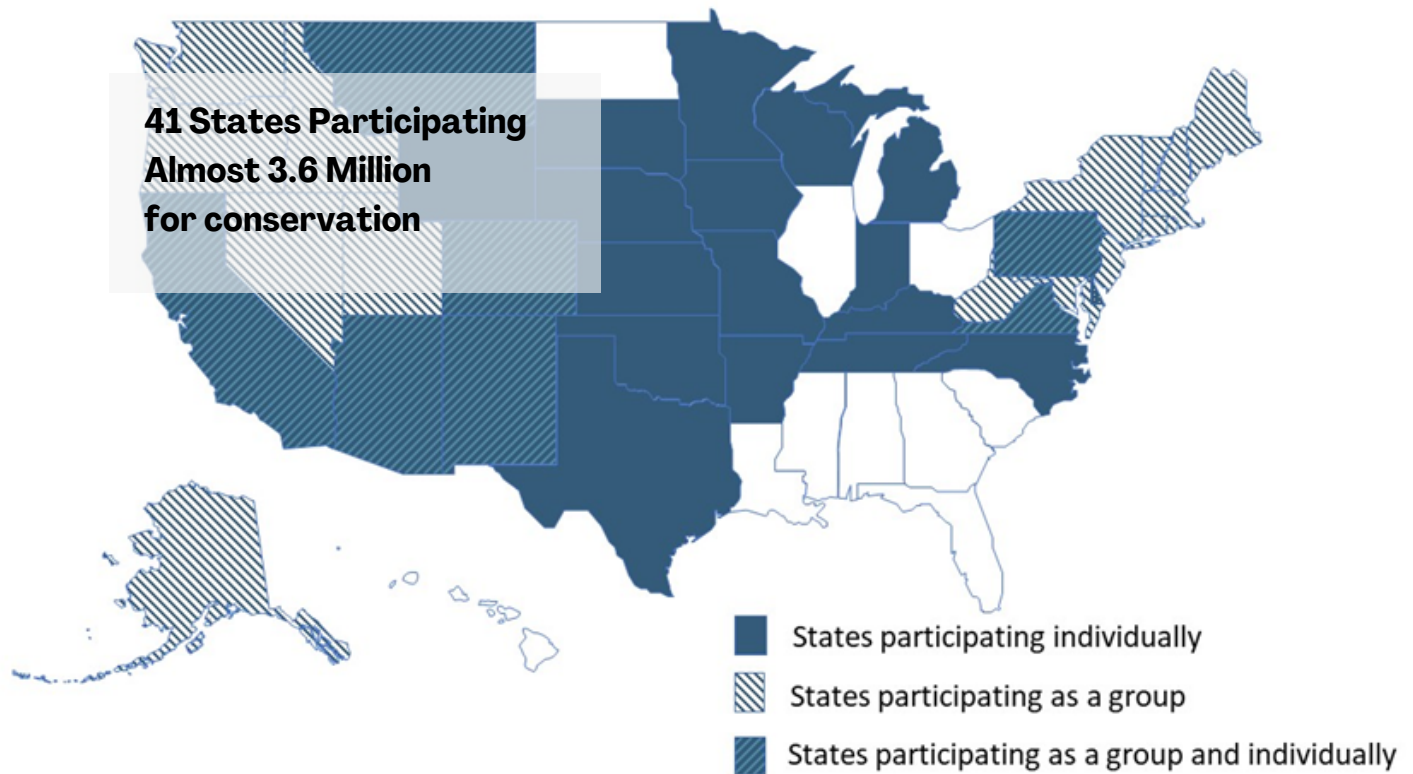 41 States Participating
Almost 3.6 Million
for conservation
States participating individually
States participating as a group
States participating as a group and individually